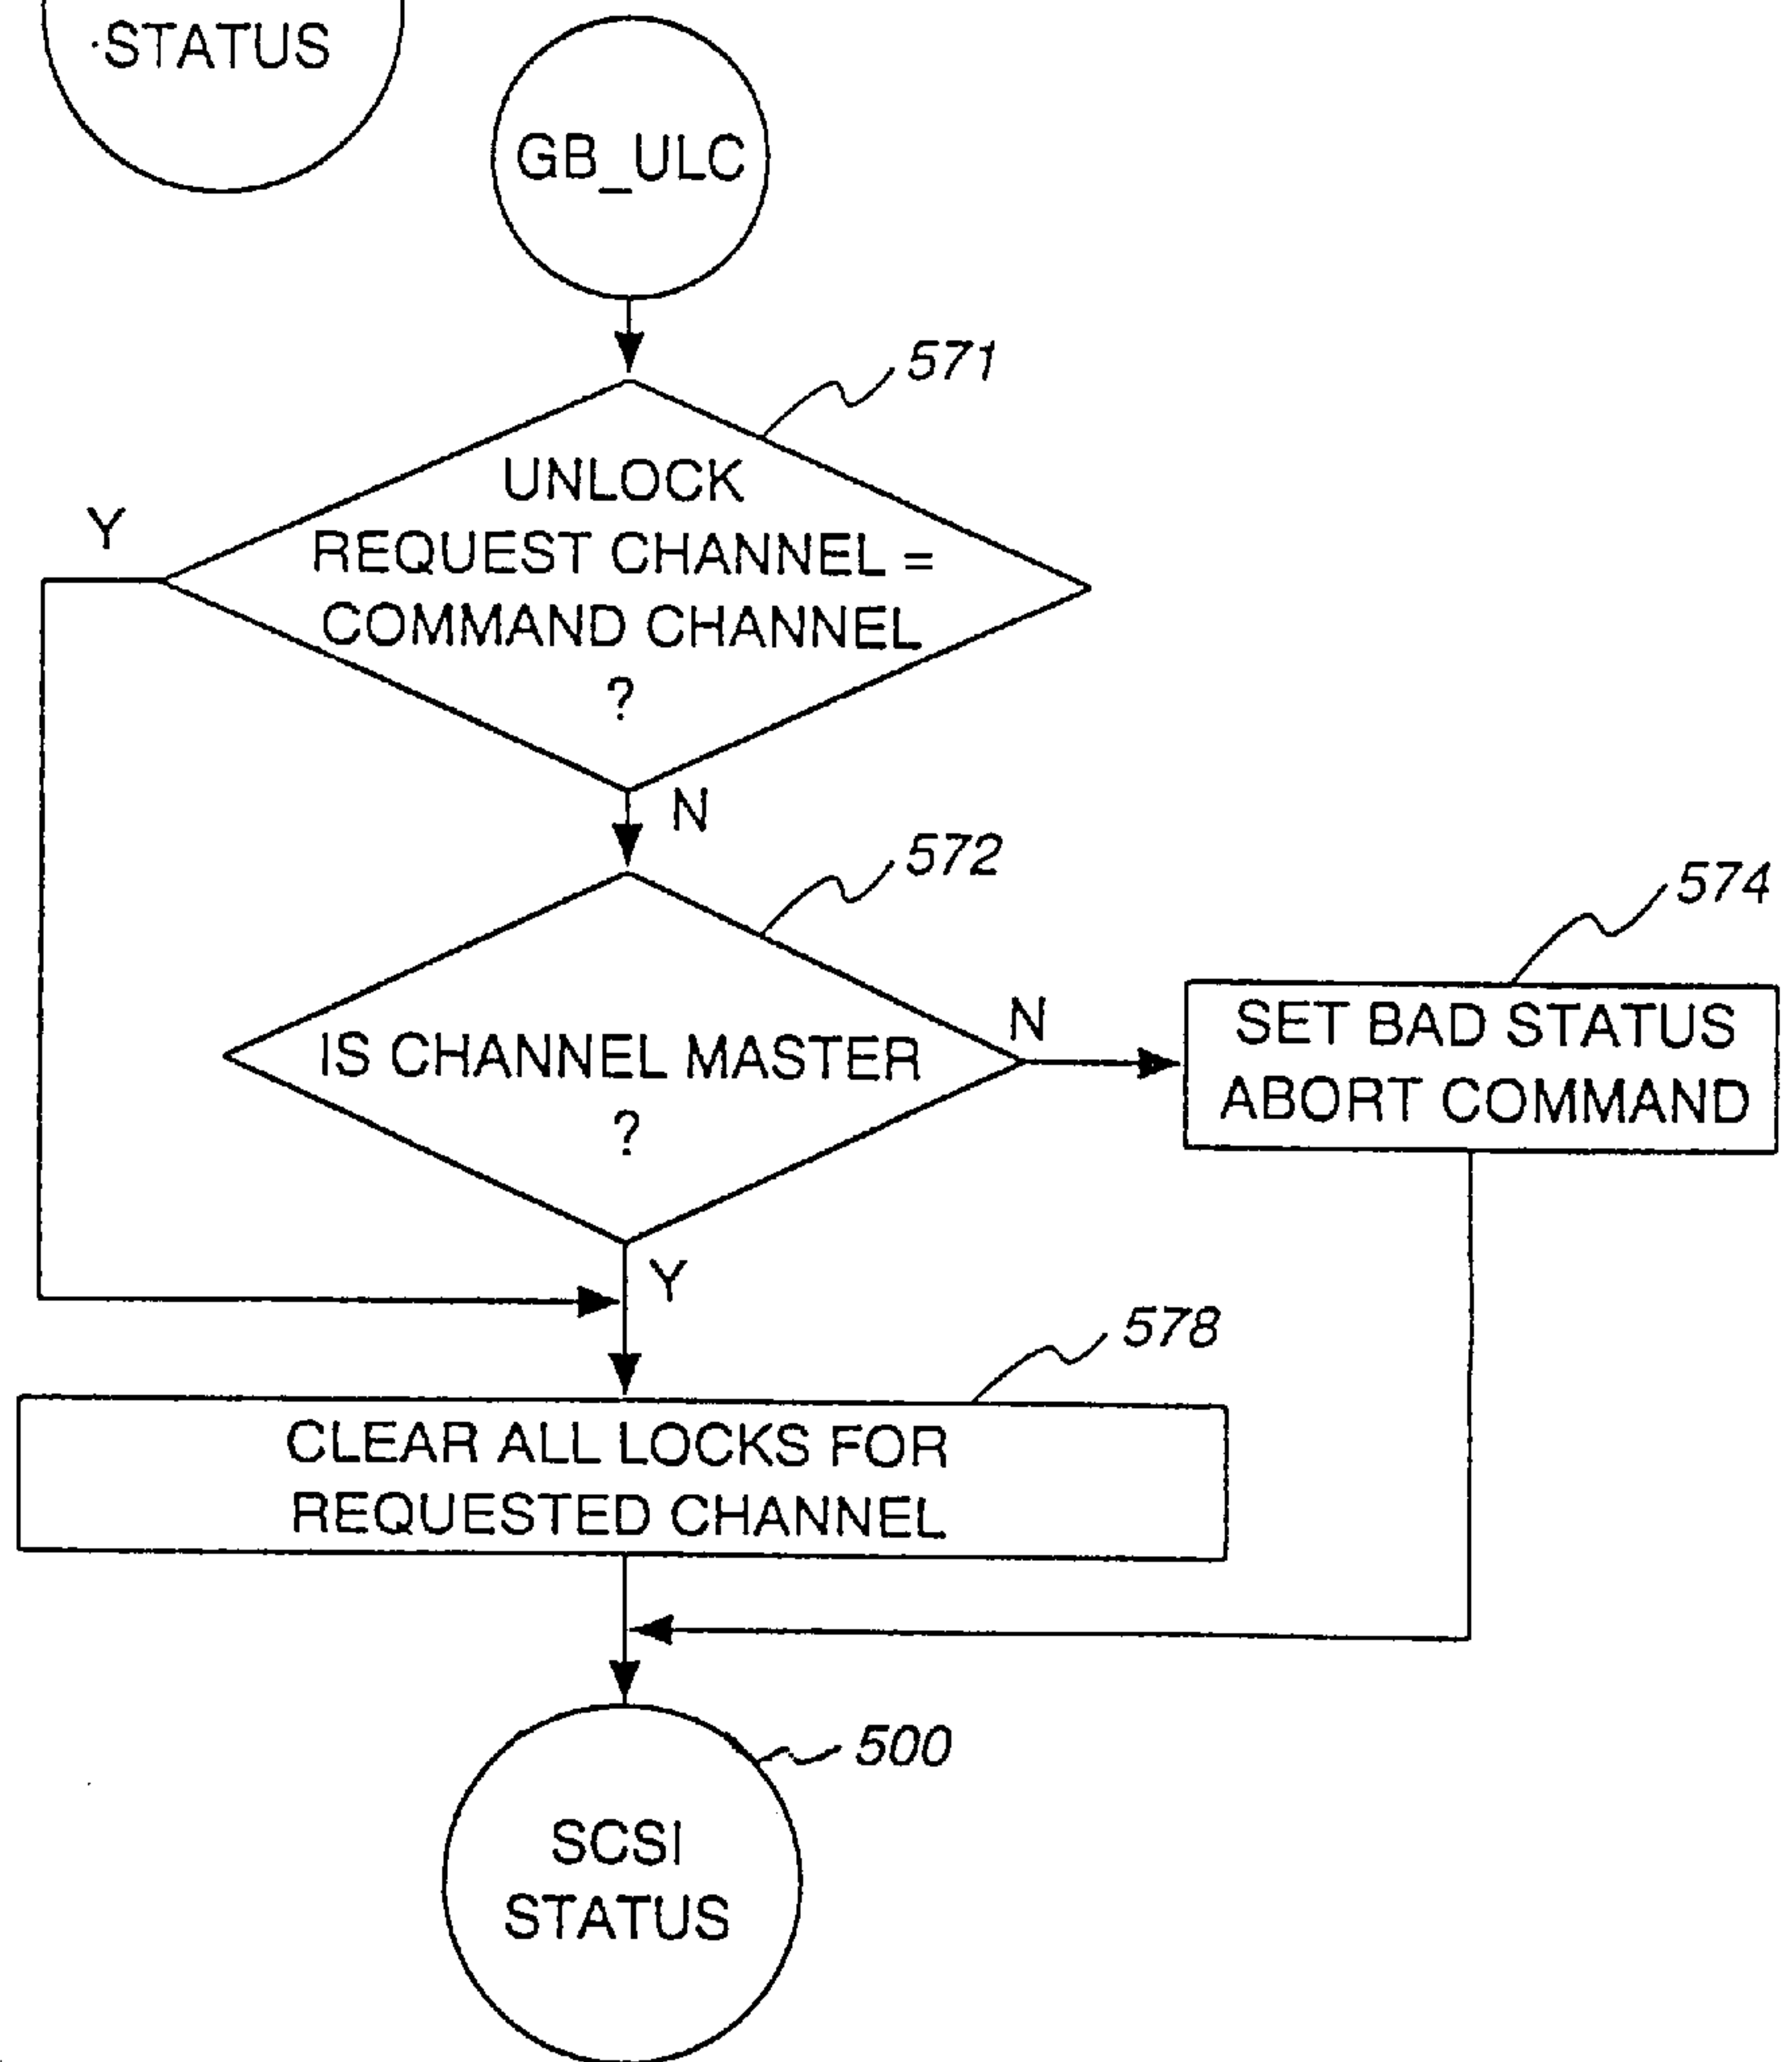 STATUS
GB_ULC
571
UNLOCK
REQUEST CHANNEL =
COMMAND CHANNEL
?
Y
N
572
IS CHANNEL MASTER
?
N
574
SET BAD STATUS
ABORT COMMAND
Y
578
CLEAR ALL LOCKS FOR
REQUESTED CHANNEL
500
SCSI
STATUS